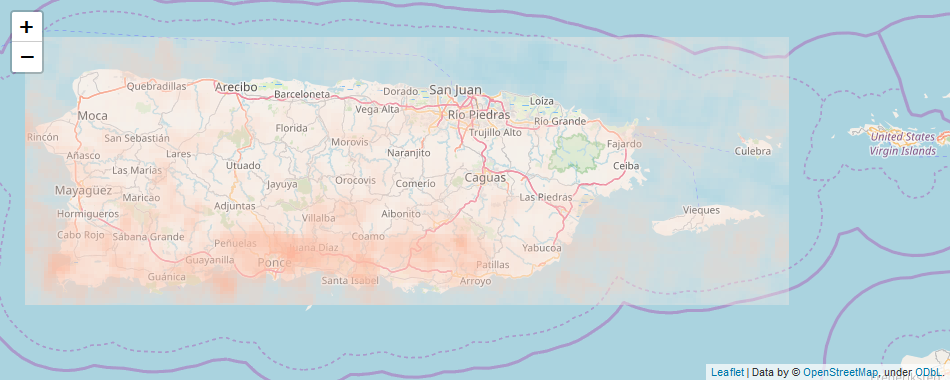 +
−
Quebradillas
Arecibo
Barceloneta
Dorado
San Juan
Loíza
Moca
Vega Alta
Río Piedras
Río Grande
Rincón
San Sebastián
Florida
Morovis
Trujillo Alto
Fajardo
United States
Virgin Islands
Añasco
Lares
Naranjito
Culebra
Las Marías
Utuado
Ceiba
Mayagüez
Jayuya
Orocovis
Comerío
Caguas
Maricao
Las Piedras
Hormigueros
Adjuntas
Villalba
Aibonito
Vieques
Cabo Rojo
Sábana Grande
Peñuelas
Juana Díaz
Coamo
Yabucoa
Guayanilla
Ponce
Patillas
Guánica
Santa Isabel
Arroyo
Leaflet | Data by © OpenStreetMap, under ODbL.